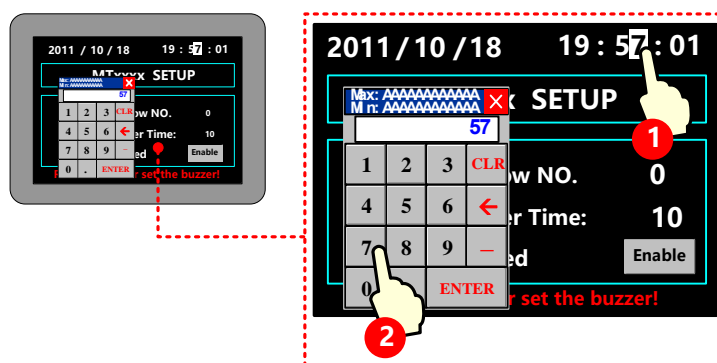 2011 / 10 / 18 19 : 57 : 01
MTxxxx SETUP
Max: AAAAAAAAAAA
Min: AAAAAAAAAAA
X
57
1 2 3 CLR
4 5 6 ←
7 8 9 –
0 . ENTER
ow NO. 0
er Time: 10
ed Enable
r set the buzzer!
2011 / 10 / 18 19 : 57 : 01
SETUP
Max: AAAAAAAAAAA
Min: AAAAAAAAAAA
X
57
1 2 3 CLR
4 5 6 ←
7 8 9 –
0 ENTER
ow NO. 0
er Time: 10
ed Enable
r set the buzzer!
1
2